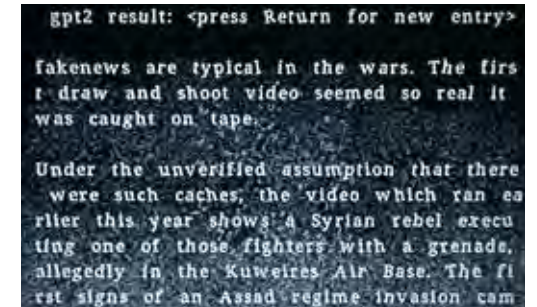 gpt2 result: <press Return for new entry>
fakenews are typical in the wars. The firs
t draw and shoot video seemed so real it
was caught on tape.
Under the unverified assumption that there
were such caches, the video which ran ea
rlier this year shows a Syrian rebel execu
ting one of those fighters with a grenade,
allegedly in the Kuweires Air Base. The fi
rst signs of an Assad regime invasion cam